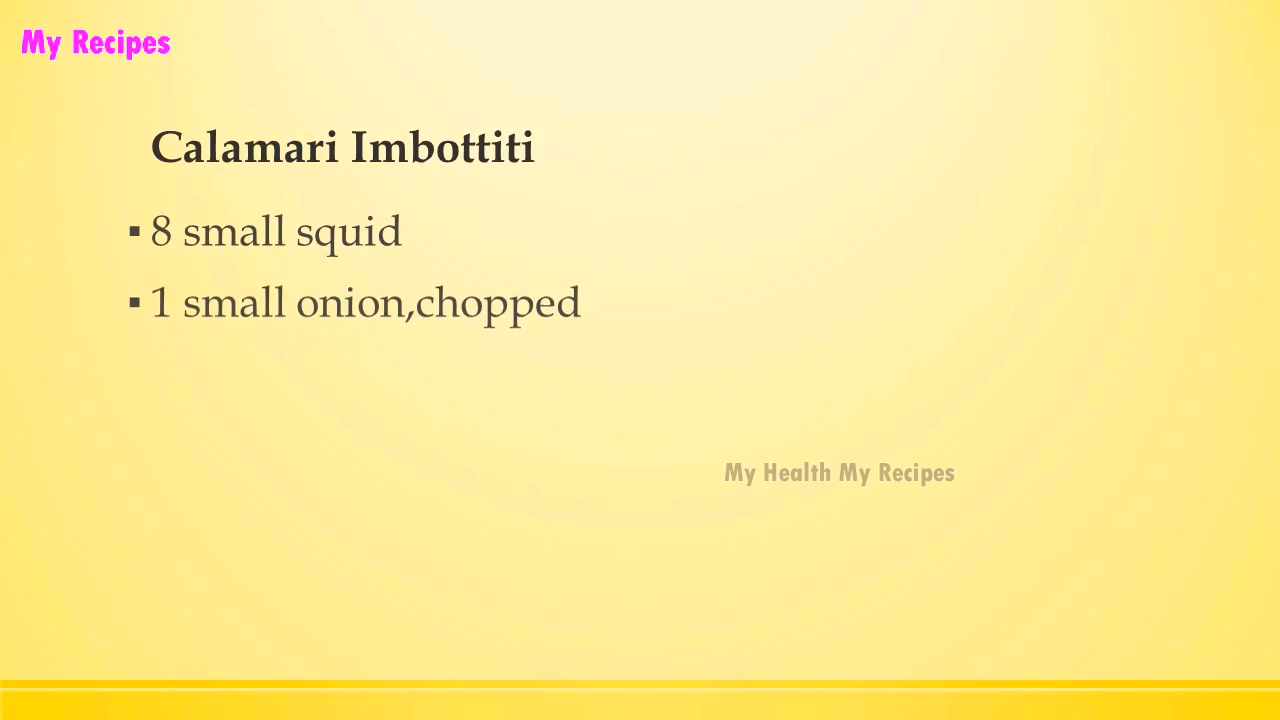 My Recipes
Calamari Imbottiti
▪ 8 small squid
▪ 1 small onion,chopped
My Health My Recipes